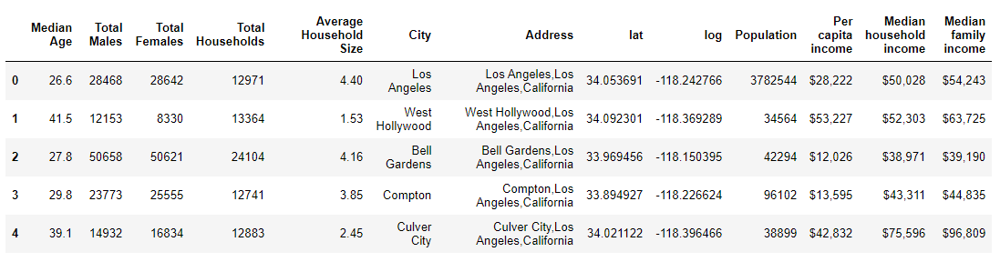 Median Age Total Males Total Females Total Households Average Household Size City Address lat log Population Per capita income Median household income Median family income
0 26.6 28468 28642 12971 4.40 Los Angeles Los Angeles,Los Angeles,California 34.053691 -118.242766 3782544 $28,222 $50,028 $54,243
1 41.5 12153 8330 13364 1.53 West Hollywood West Hollywood,Los Angeles,California 34.092301 -118.369289 34564 $53,227 $52,303 $63,725
2 27.8 50658 50621 24104 4.16 Bell Gardens Bell Gardens,Los Angeles,California 33.969456 -118.150395 42294 $12,026 $38,971 $39,190
3 29.8 23773 25555 12741 3.85 Compton Compton,Los Angeles,California 33.894927 -118.226624 96102 $13,595 $43,311 $44,835
4 39.1 14932 16834 12883 2.45 Culver City Culver City,Los Angeles,California 34.021122 -118.396466 38899 $42,832 $75,596 $96,809